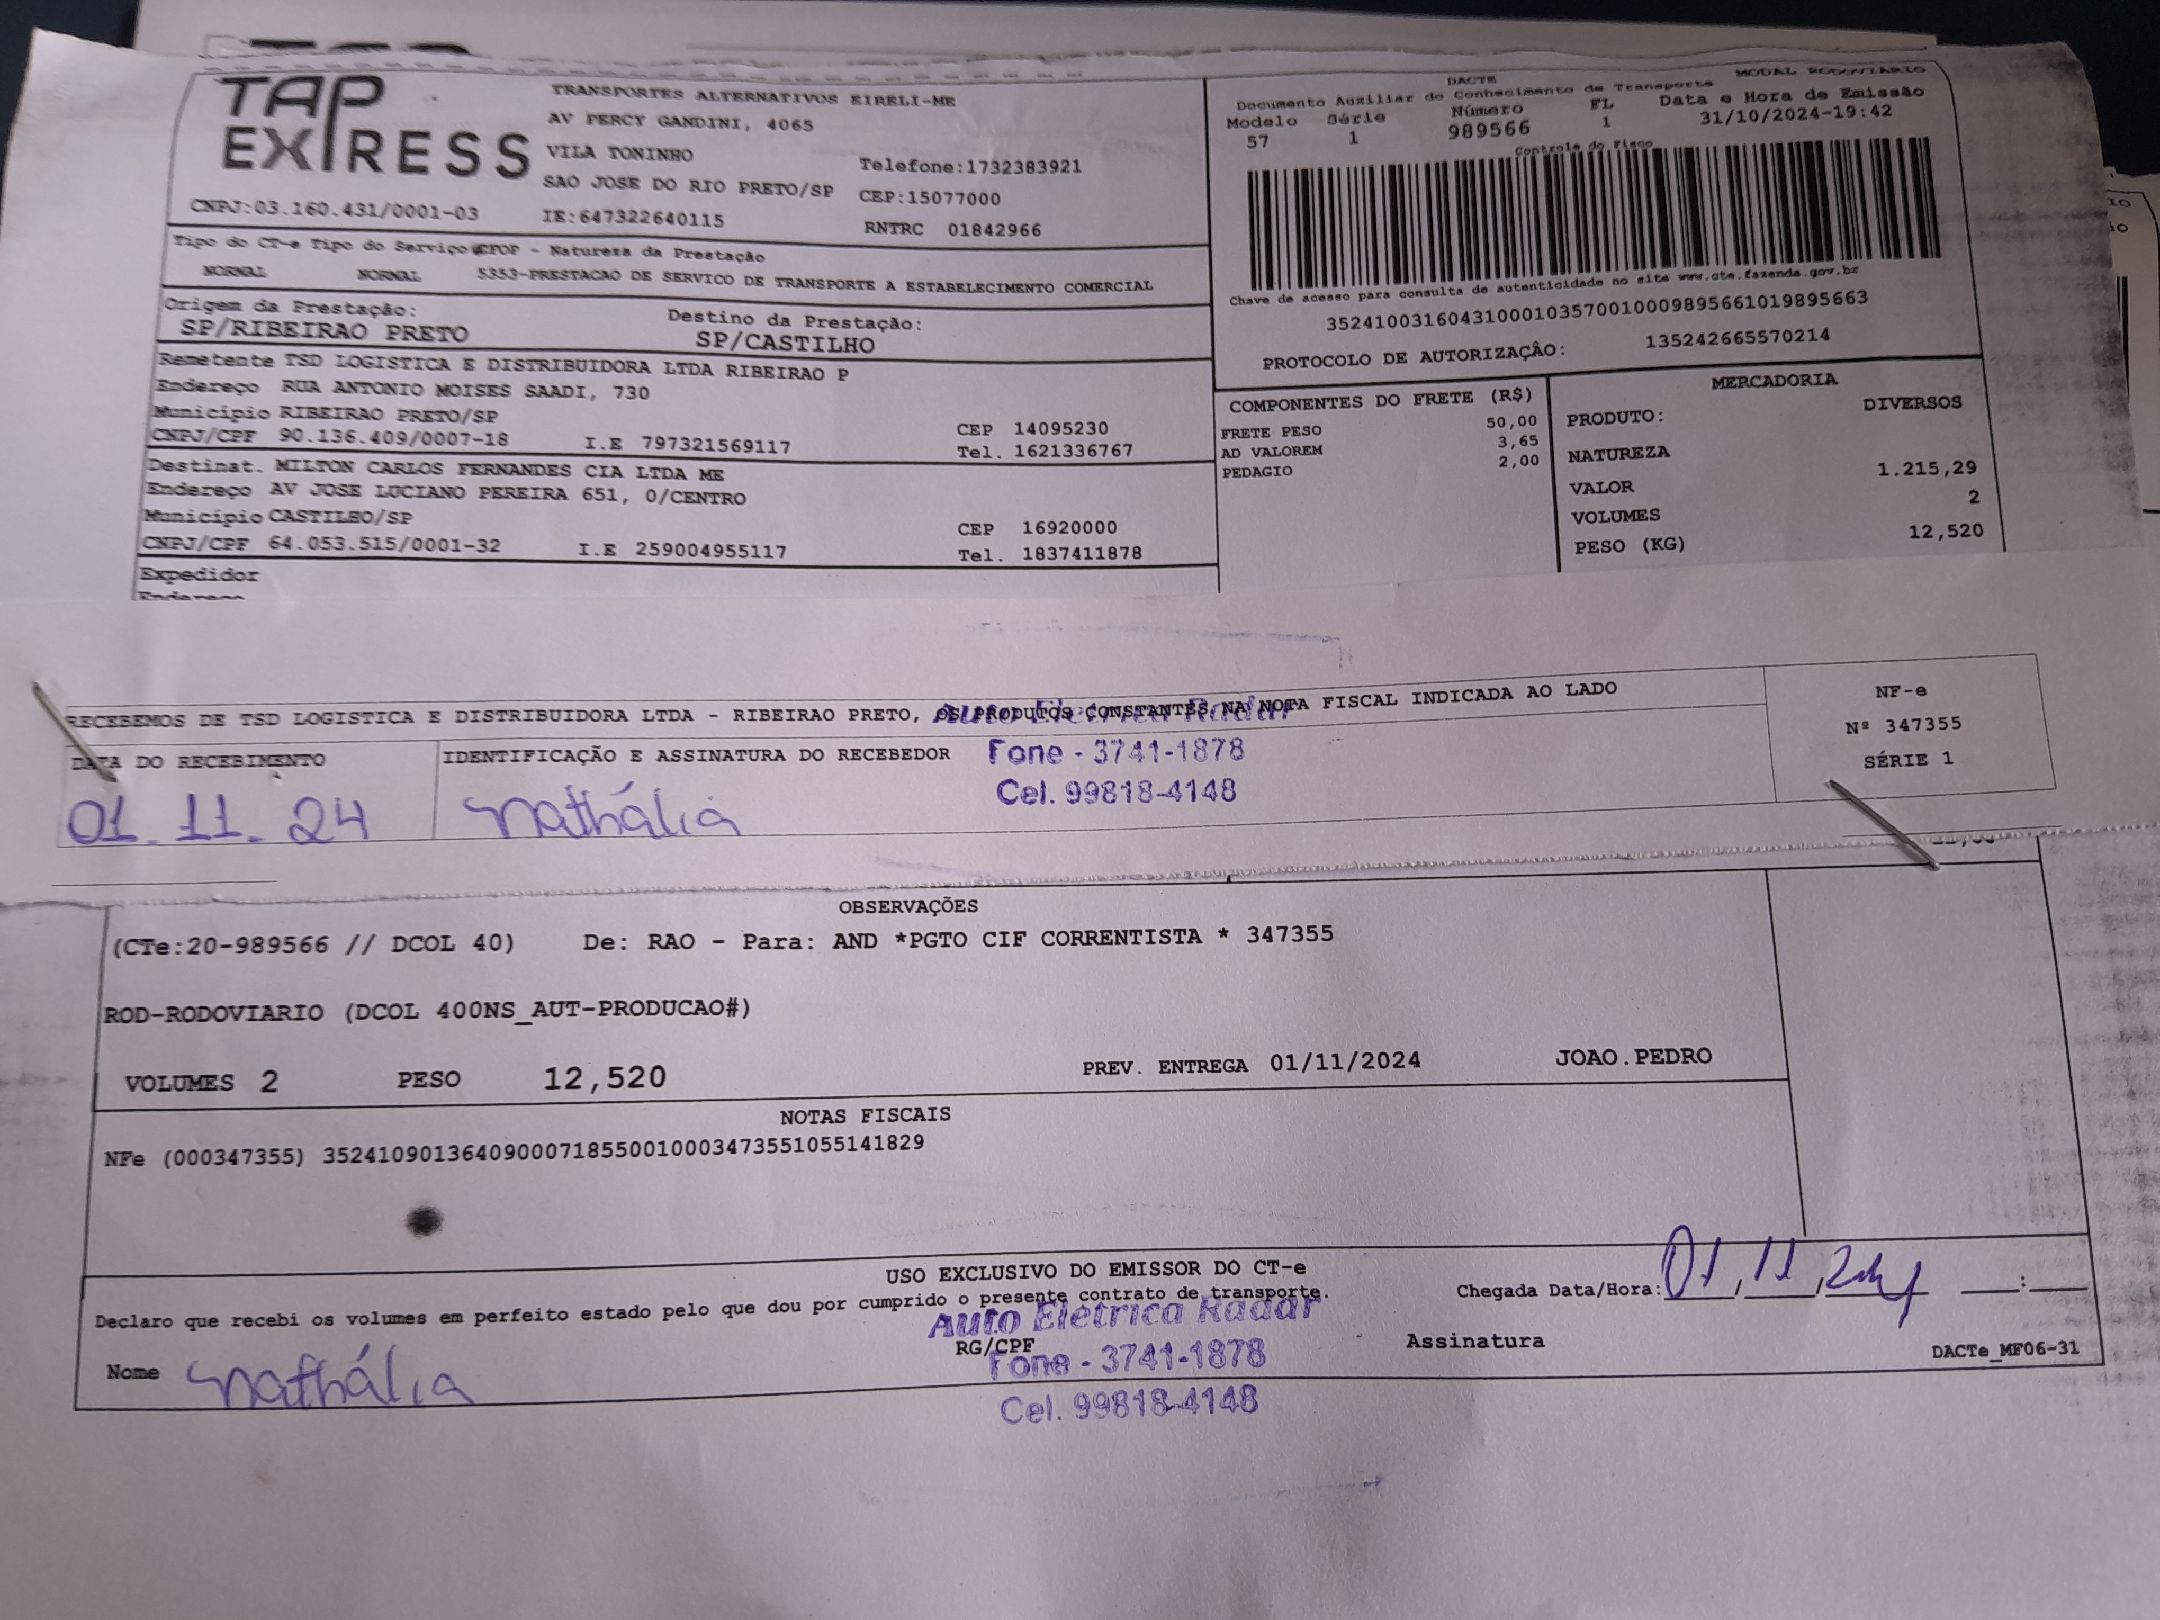 TAP EXPRESS
TRANSPORTES ALTERNATIVOS EIRELI-ME
AV PERCY GANDINI, 4065
VILA TONINHO
Telefone:1732383921
SAO JOSE DO RIO PRETO/SP CEP:15077000
CNPJ:03.160.431/0001-03 IE:647322640115 RNTRC 01842966
DACTE MODAL RODOVIARIO
Documento Auxiliar do Conhecimento de Transporte
Modelo Série Número FL Data e Hora de Emissão
57 1 989566 1 31/10/2024-19:42
Controle do Fisco
Chave de acesso para consulta de autenticidade no site www.cte.fazenda.gov.br
35241003160431000103570010009895661019895663
PROTOCOLO DE AUTORIZAÇÂO: 135242665570214
Tipo do CT-e Tipo do Serviço CFOP - Natureza da Prestação
NORMAL NORMAL 5353-PRESTACAO DE SERVICO DE TRANSPORTE A ESTABELECIMENTO COMERCIAL
Origem da Prestação: Destino da Prestação:
SP/RIBEIRAO PRETO SP/CASTILHO
Remetente TSD LOGISTICA E DISTRIBUIDORA LTDA RIBEIRAO P
Endereço RUA ANTONIO MOISES SAADI, 730
Município RIBEIRAO PRETO/SP CEP 14095230
CNPJ/CPF 90.136.409/0007-18 I.E 797321569117 Tel. 1621336767
Destinat. MILTON CARLOS FERNANDES CIA LTDA ME
Endereço AV JOSE LUCIANO PEREIRA 651, 0/CENTRO
Município CASTILHO/SP CEP 16920000
CNPJ/CPF 64.053.515/0001-32 I.E 259004955117 Tel. 1837411878
Expedidor
Endereço
COMPONENTES DO FRETE (R$)
FRETE PESO 50,00
AD VALOREM 3,65
PEDAGIO 2,00
MERCADORIA
PRODUTO: DIVERSOS
NATUREZA
VALOR 1.215,29
VOLUMES 2
PESO (KG) 12,520
RECEBEMOS DE TSD LOGISTICA E DISTRIBUIDORA LTDA - RIBEIRAO PRETO, OS PRODUTOS CONSTANTES NA NOTA FISCAL INDICADA AO LADO
Auto Eletrica Radar
Fone - 3741-1878
Cel. 99818-4148
DATA DO RECEBIMENTO
01.11.24
IDENTIFICAÇÃO E ASSINATURA DO RECEBEDOR
Nathália
NF-e
Nº 347355
SÉRIE 1
OBSERVAÇÕES
(CTe:20-989566 // DCOL 40) De: RAO - Para: AND *PGTO CIF CORRENTISTA * 347355
ROD-RODOVIARIO (DCOL 400NS_AUT-PRODUCAO#)
VOLUMES 2 PESO 12,520 PREV. ENTREGA 01/11/2024 JOAO.PEDRO
NOTAS FISCAIS
NFe (000347355) 35241090136409000718550010003473551055141829
USO EXCLUSIVO DO EMISSOR DO CT-e
Declaro que recebi os volumes em perfeito estado pelo que dou por cumprido o presente contrato de transporte.
Chegada Data/Hora: 01/11/24 :
Auto Eletrica Radar
Nome Nathália RG/CPF Assinatura
Fone - 3741-1878
Cel. 99818-4148
DACTe_MF06-31